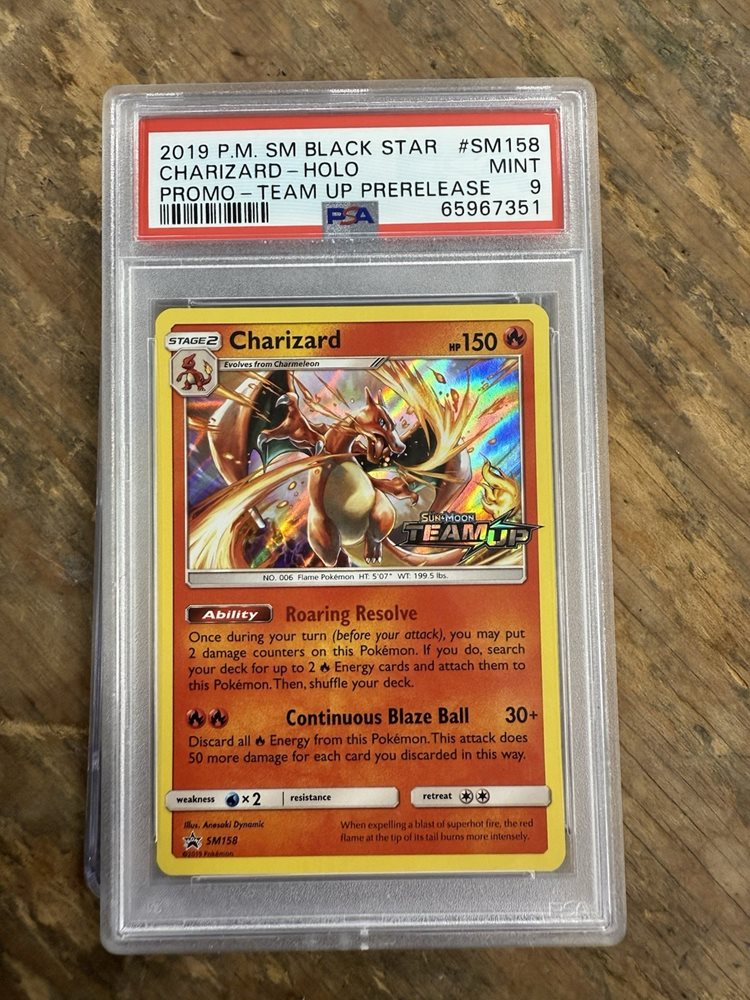 2019 P.M. SM BLACK STAR #SM158
CHARIZARD - HOLO MINT
PROMO - TEAM UP PRERELEASE 9
PSA 65967351
STAGE 2 Charizard HP 150
Evolves from Charmeleon
SUN & MOON
TEAM UP
NO. 006 Flame Pokémon HT: 5'07" WT: 199.5 lbs.
Ability Roaring Resolve
Once during your turn (before your attack), you may put
2 damage counters on this Pokémon. If you do, search
your deck for up to 2 Energy cards and attach them to
this Pokémon. Then, shuffle your deck.
Continuous Blaze Ball 30+
Discard all Energy from this Pokémon. This attack does
50 more damage for each card you discarded in this way.
weakness ×2 resistance retreat
Illus. Anesaki Dynamic
When expelling a blast of superhot fire, the red
flame at the tip of its tail burns more intensely.
SM158
©2019 Pokémon
PSA